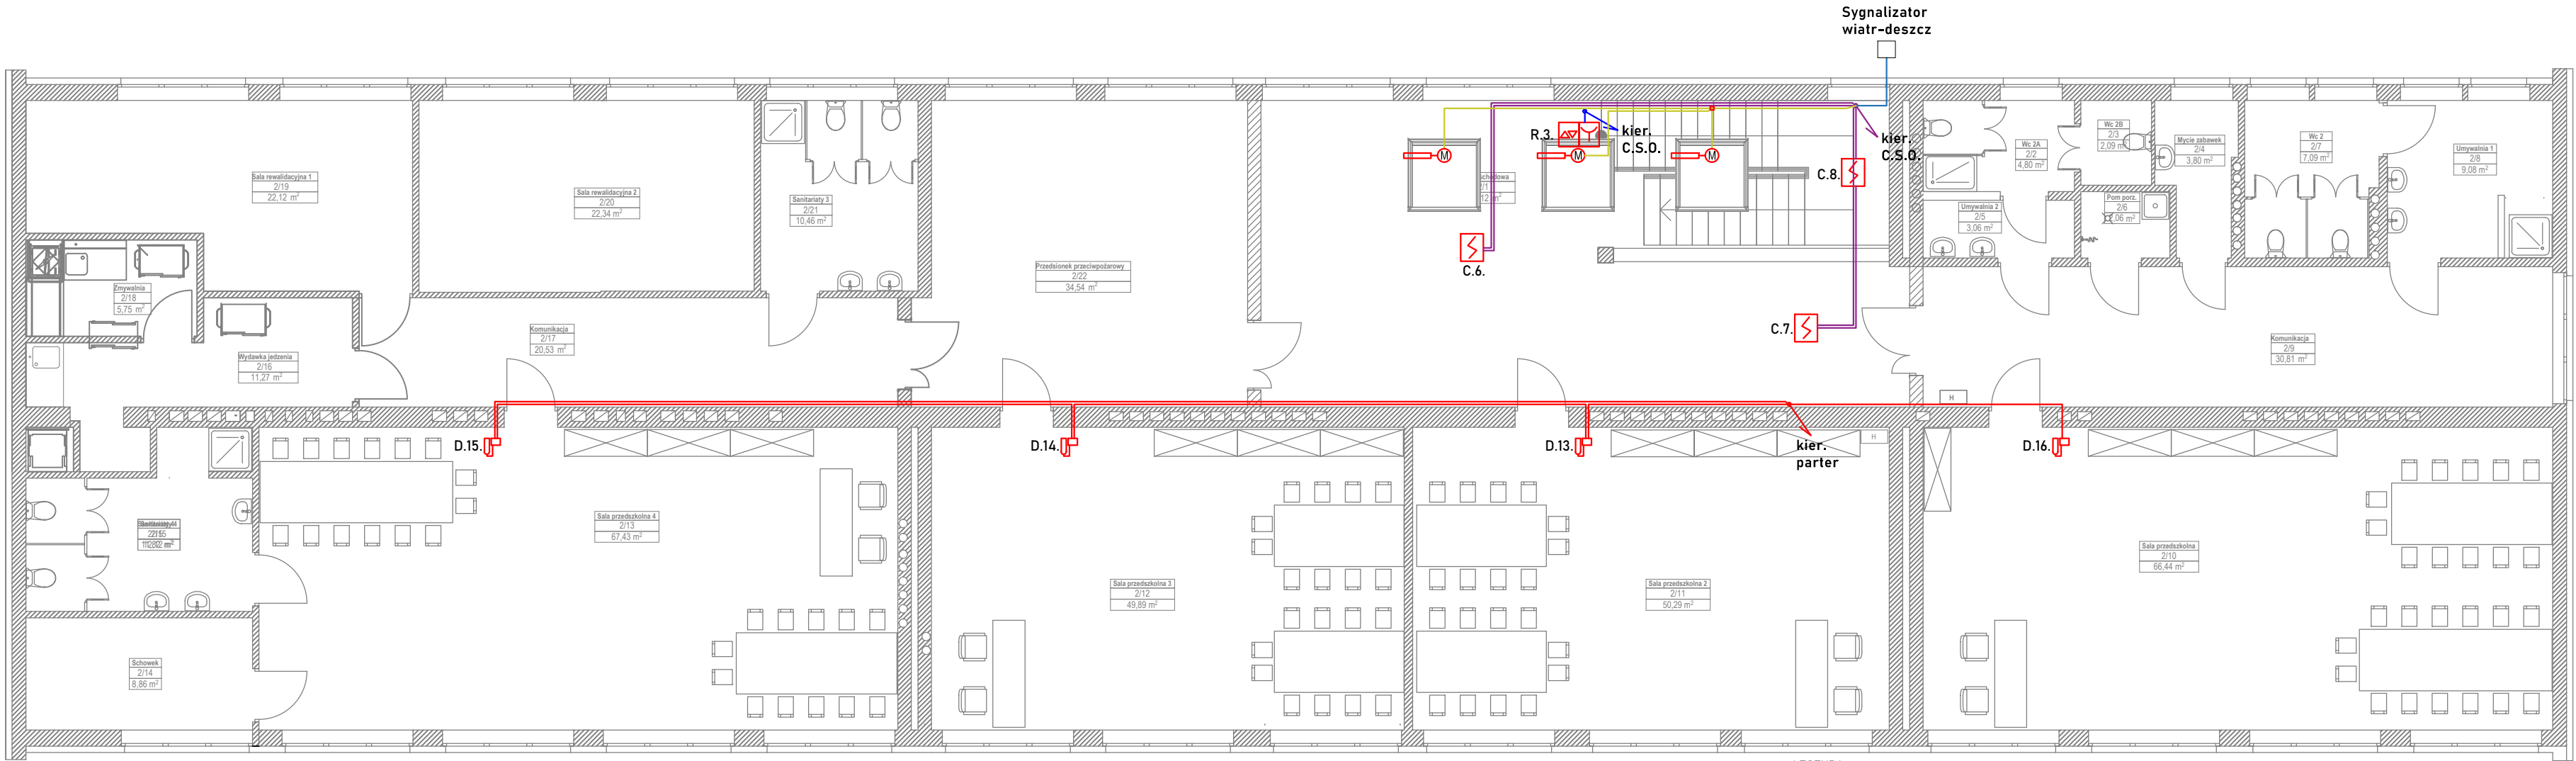 Sygnalizator
wiatr-deszcz
Sala rewalidacyjna 1
2/19
22,12 m²
Sala rewalidacyjna 2
2/20
22,34 m²
Sanitariaty 3
2/21
10,46 m²
Przedsionek przeciwpożarowy
2/22
34,54 m²
R.3.
kier.
C.S.O.
M
M
M
C.8.
kier.
C.S.O.
C.6.
C.7.
Wc 2A
2/2
4,80 m²
Wc 2B
2/3
2,09 m²
Mycie zabawek
2/4
3,80 m²
Wc 2
2/7
7,09 m²
Umywalnia 1
2/8
9,08 m²
Umywalnia 2
2/5
3,06 m²
Pom porz.
2/6
Zmywalnia
2/18
5,75 m²
Wydawka jedzenia
2/16
11,27 m²
Komunikacja
2/17
20,53 m²
Komunikacja
2/9
30,81 m²
H
H
D.15.
D.14.
D.13.
kier.
parter
D.16.
Sala przedszkolna 4
2/13
67,43 m²
Sala przedszkolna 3
2/12
49,89 m²
Sala przedszkolna 2
2/11
50,29 m²
Sala przedszkolna
2/10
66,44 m²
Schowek
2/14
8,86 m²